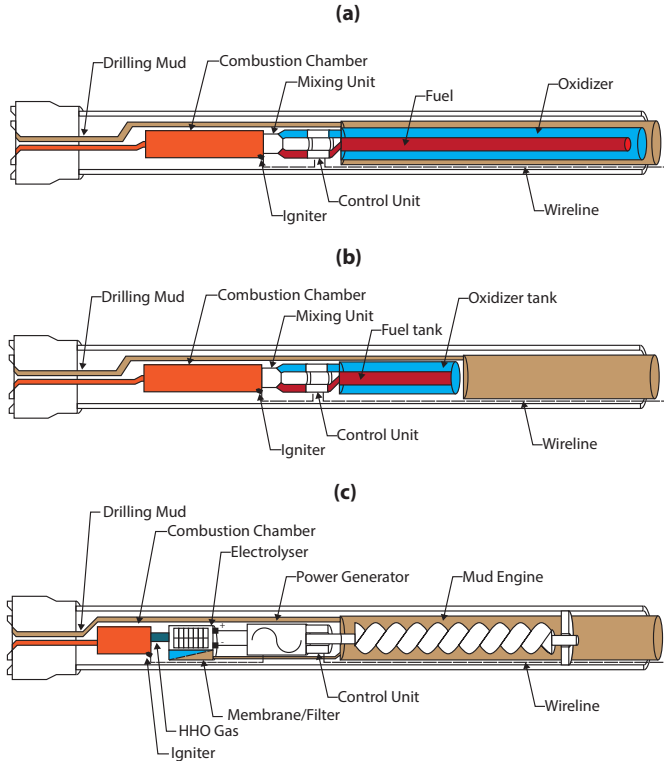 (a)
Combustion Chamber
Drilling Mud
Mixing Unit
Oxidizer
Fuel
Control Unit
Igniter
Wireline
(b)
Drilling Mud
Combustion Chamber
Oxidizer tank
Mixing Unit
Fuel tank
Control Unit
Igniter
Wireline
(c)
Drilling Mud
Combustion Chamber
Electrolyser
Power Generator
Mud Engine
+
-
Control Unit
Wireline
Membrane/Filter
HHO Gas
Igniter